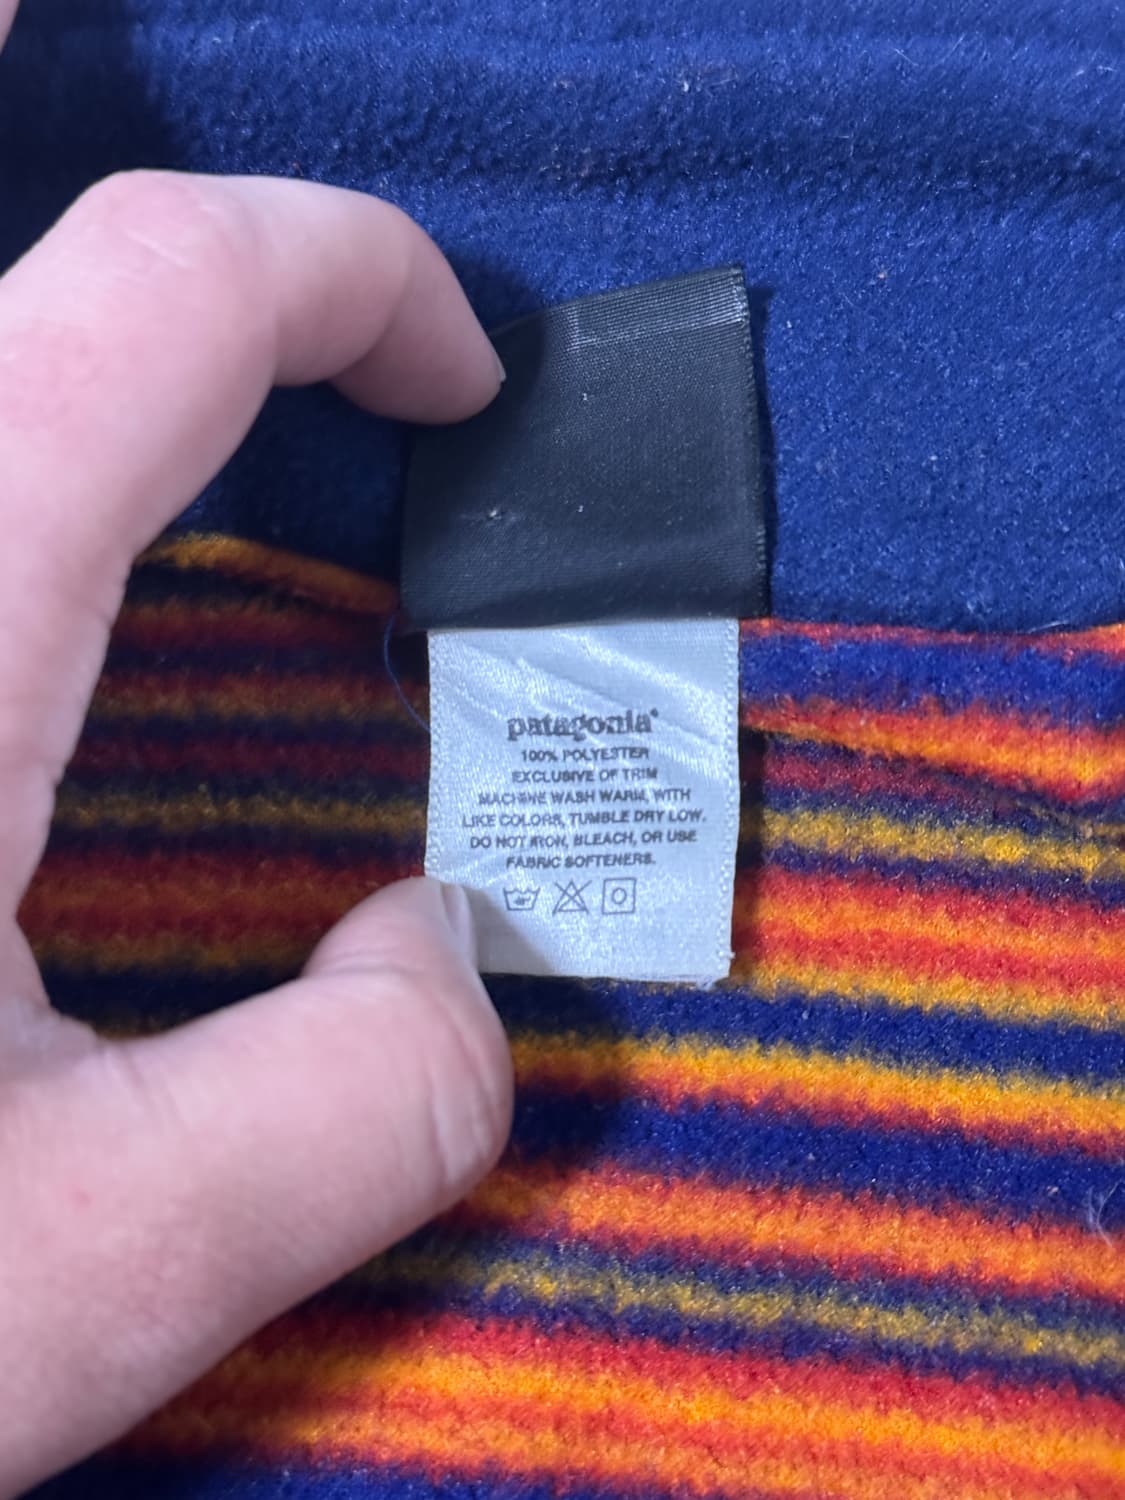 patagonia®
100% POLYESTER
EXCLUSIVE OF TRIM
MACHINE WASH WARM, WITH
LIKE COLORS, TUMBLE DRY LOW.
DO NOT IRON, BLEACH, OR USE
FABRIC SOFTENERS.